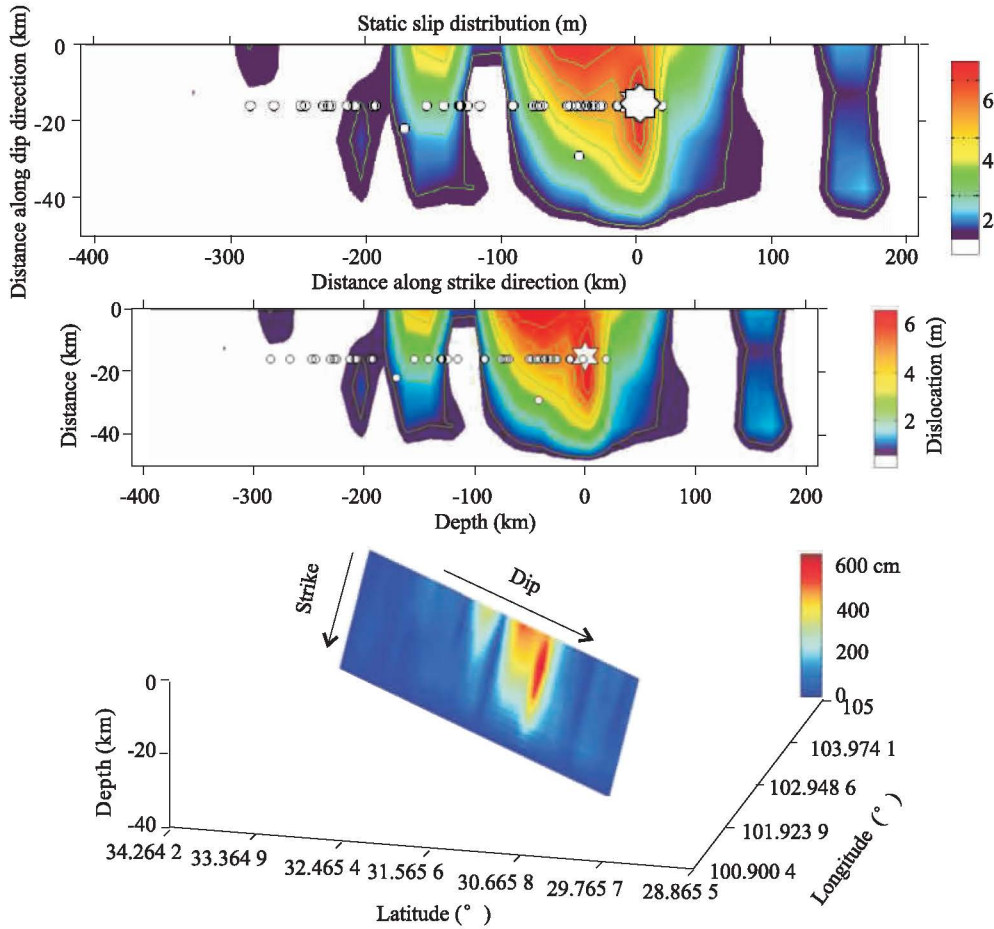 Static slip distribution (m)
Distance along dip direction (km)
0
-20
-40
-400 -300 -200 -100 0 100 200
6
4
2
Distance along strike direction (km)
Distance (km)
0
-20
-40
-400 -300 -200 -100 0 100 200
Depth (km)
6
4
2
Dislocation (m)
Strike
Dip
600 cm
400
200
0
Depth (km)
0
-20
-40
34.264 2 33.364 9 32.465 4 31.565 6 30.665 8 29.765 7 28.865 5
Latitude (°)
105
103.974 1
102.948 6
101.923 9
100.900 4
Longitude (°)